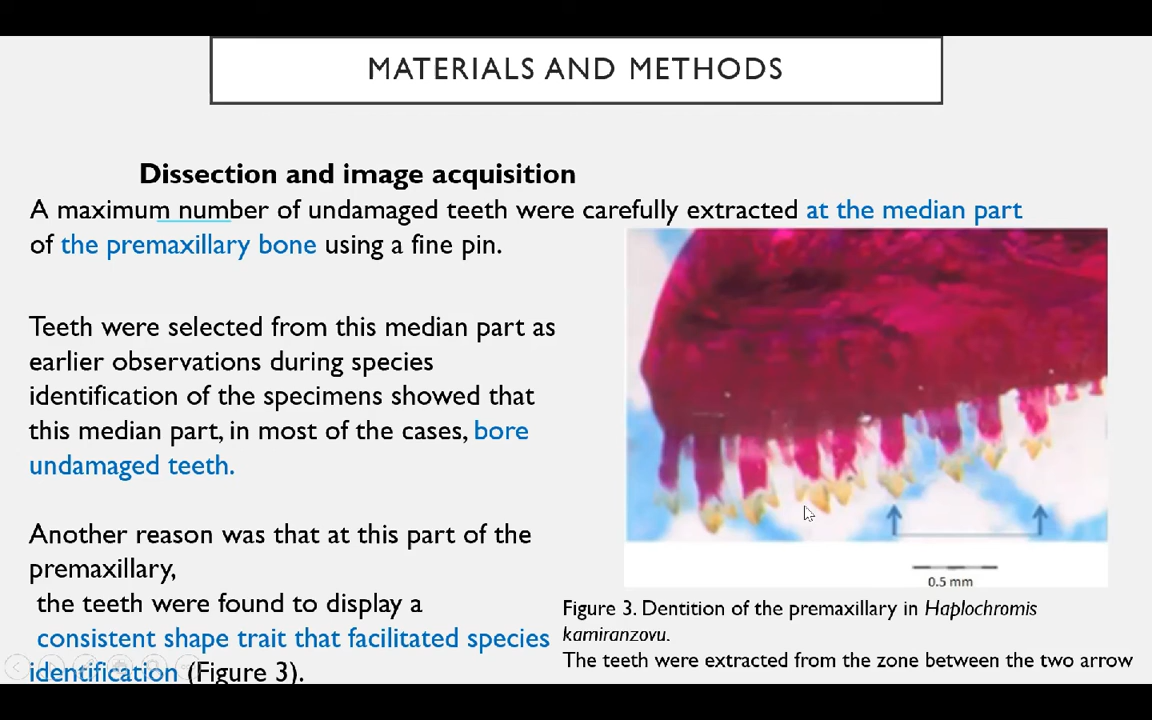 MATERIALS AND METHODS
Dissection and image acquisition
A maximum number of undamaged teeth were carefully extracted at the median part
of the premaxillary bone using a fine pin.
Teeth were selected from this median part as
earlier observations during species
identification of the specimens showed that
this median part, in most of the cases, bore
undamaged teeth.
Another reason was that at this part of the
premaxillary,
the teeth were found to display a
consistent shape trait that facilitated species
identification (Figure 3).
0.5 mm
Figure 3. Dentition of the premaxillary in Haplochromis
kamiranzovu.
The teeth were extracted from the zone between the two arrow